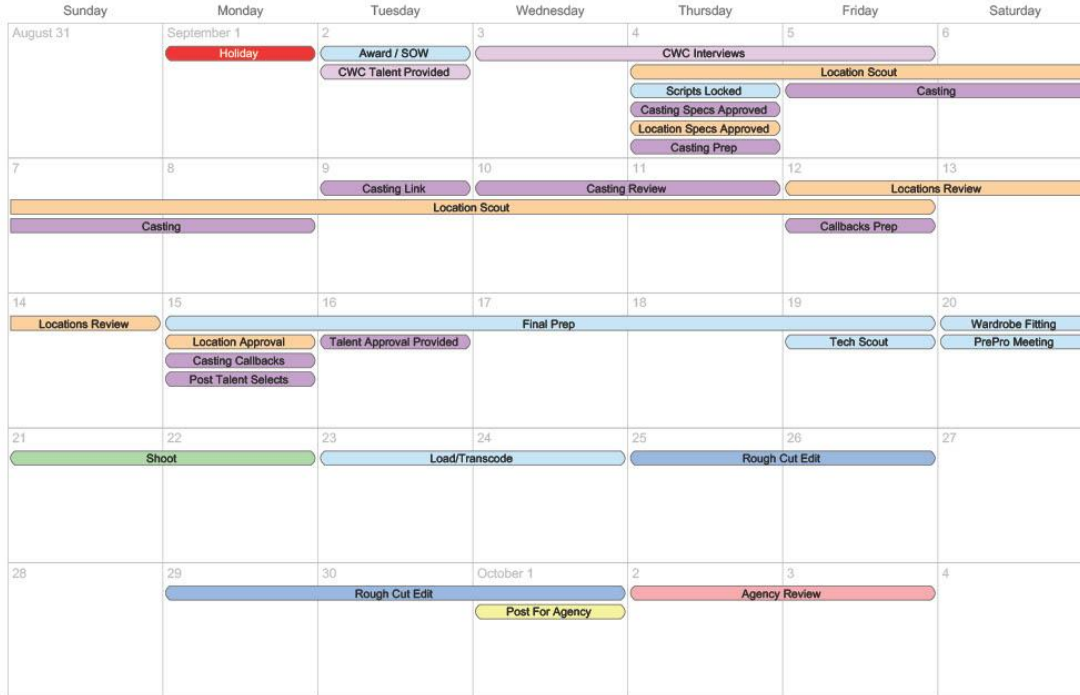 Sunday Monday Tuesday Wednesday Thursday Friday Saturday
August 31 September 1 2 3 4 5 6
Holiday Award / SOW CWC Interviews
CWC Talent Provided Location Scout
Scripts Locked Casting
Casting Specs Approved
Location Specs Approved
Casting Prep
7 8 9 10 11 12 13
Casting Link Casting Review Locations Review
Location Scout
Casting Callbacks Prep
14 15 16 17 18 19 20
Locations Review Final Prep Wardrobe Fitting
Location Approval Talent Approval Provided Tech Scout PrePro Meeting
Casting Callbacks
Post Talent Selects
21 22 23 24 25 26 27
Shoot Load/Transcode Rough Cut Edit
28 29 30 October 1 2 3 4
Rough Cut Edit Agency Review
Post For Agency